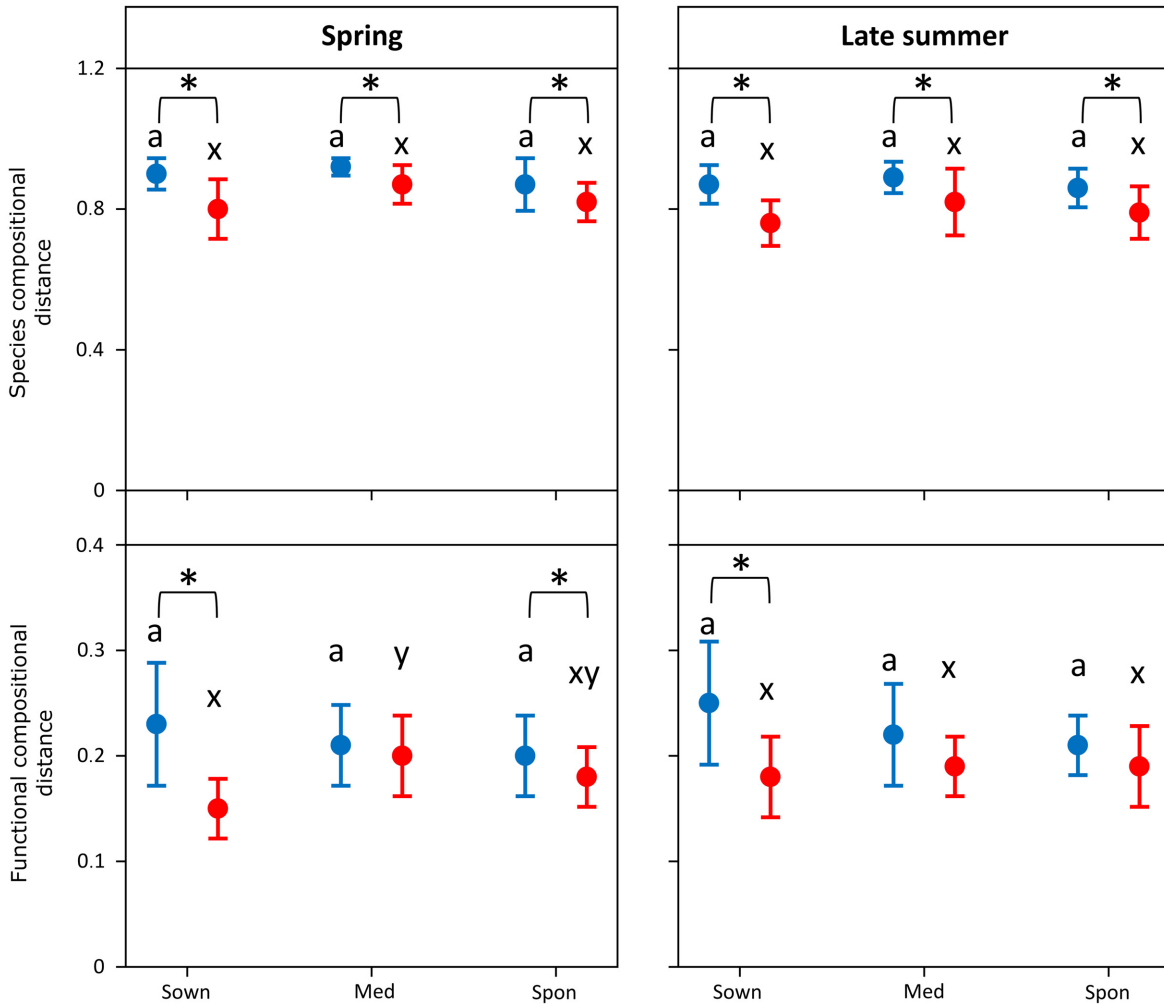 Spring
Late summer
Species compositional
distance
1.2
0.8
0.4
0
* * *
a x a x a x
* * *
a x a x a x
Functional compositional
distance
0.4
0.3
0.2
0.1
0
* *
a x a y a xy
*
a x a x a x
Sown Med Spon
Sown Med Spon